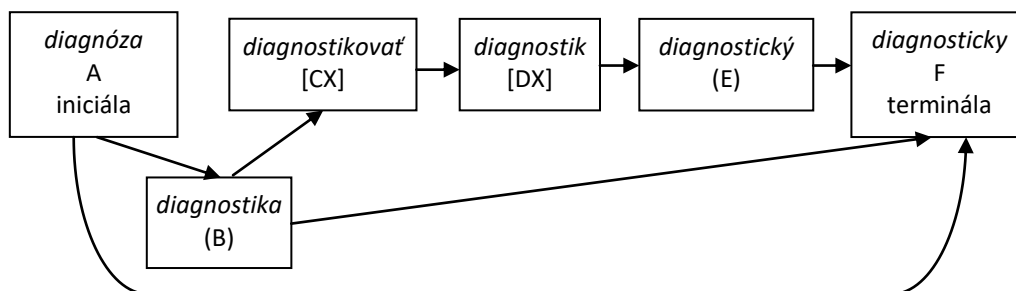 diagnóza
A
iniciála
diagnostikovať
[CX]
diagnostik
[DX]
diagnostický
(E)
diagnosticky
F
terminála
diagnostika
(B)